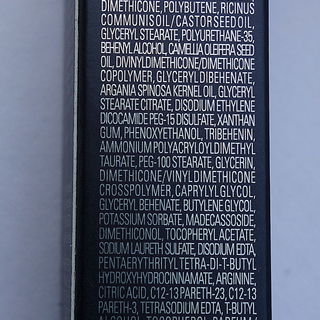 DIMETHICONE, POLYBUTENE, RICINUS
COMMUNIS OIL / CASTOR SEED OIL,
GLYCERYL STEARATE, POLYURETHANE-35,
BEHENYL ALCOHOL, CAMELLIA OLEIFERA SEED
OIL, DIVINYLDIMETHICONE/DIMETHICONE
COPOLYMER, GLYCERYL DIBEHENATE,
ARGANIA SPINOSA KERNEL OIL, GLYCERYL
STEARATE CITRATE, DISODIUM ETHYLENE
DICOCAMIDE PEG-15 DISULFATE, XANTHAN
GUM, PHENOXYETHANOL, TRIBEHENIN,
AMMONIUM POLYACRYLOYLDIMETHYL
TAURATE, PEG-100 STEARATE, GLYCERIN,
DIMETHICONE/VINYL DIMETHICONE
CROSSPOLYMER, CAPRYLYL GLYCOL,
GLYCERYL BEHENATE, BUTYLENE GLYCOL,
POTASSIUM SORBATE, MADECASSOSIDE,
DIMETHICONOL, TOCOPHERYL ACETATE,
SODIUM LAURETH SULFATE, DISODIUM EDTA,
PENTAERYTHRITYL TETRA-DI-T-BUTYL
HYDROXYHYDROCINNAMATE, ARGININE,
CITRIC ACID, C12-13 PARETH-23, C12-13
PARETH-3, TETRASODIUM EDTA, T-BUTYL
ALCOHOL, TOCOPHEROL, PARFUM /